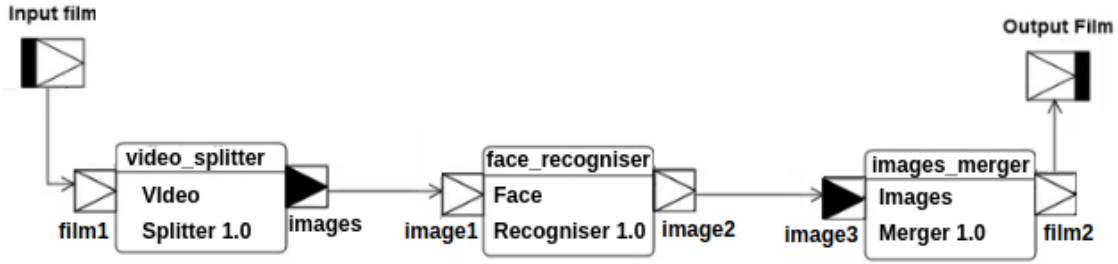 Input film
Output Film
video_splitter
VIdeo
Splitter 1.0
film1
images
face_recogniser
Face
Recogniser 1.0
image1
image2
images_merger
Images
Merger 1.0
image3
film2